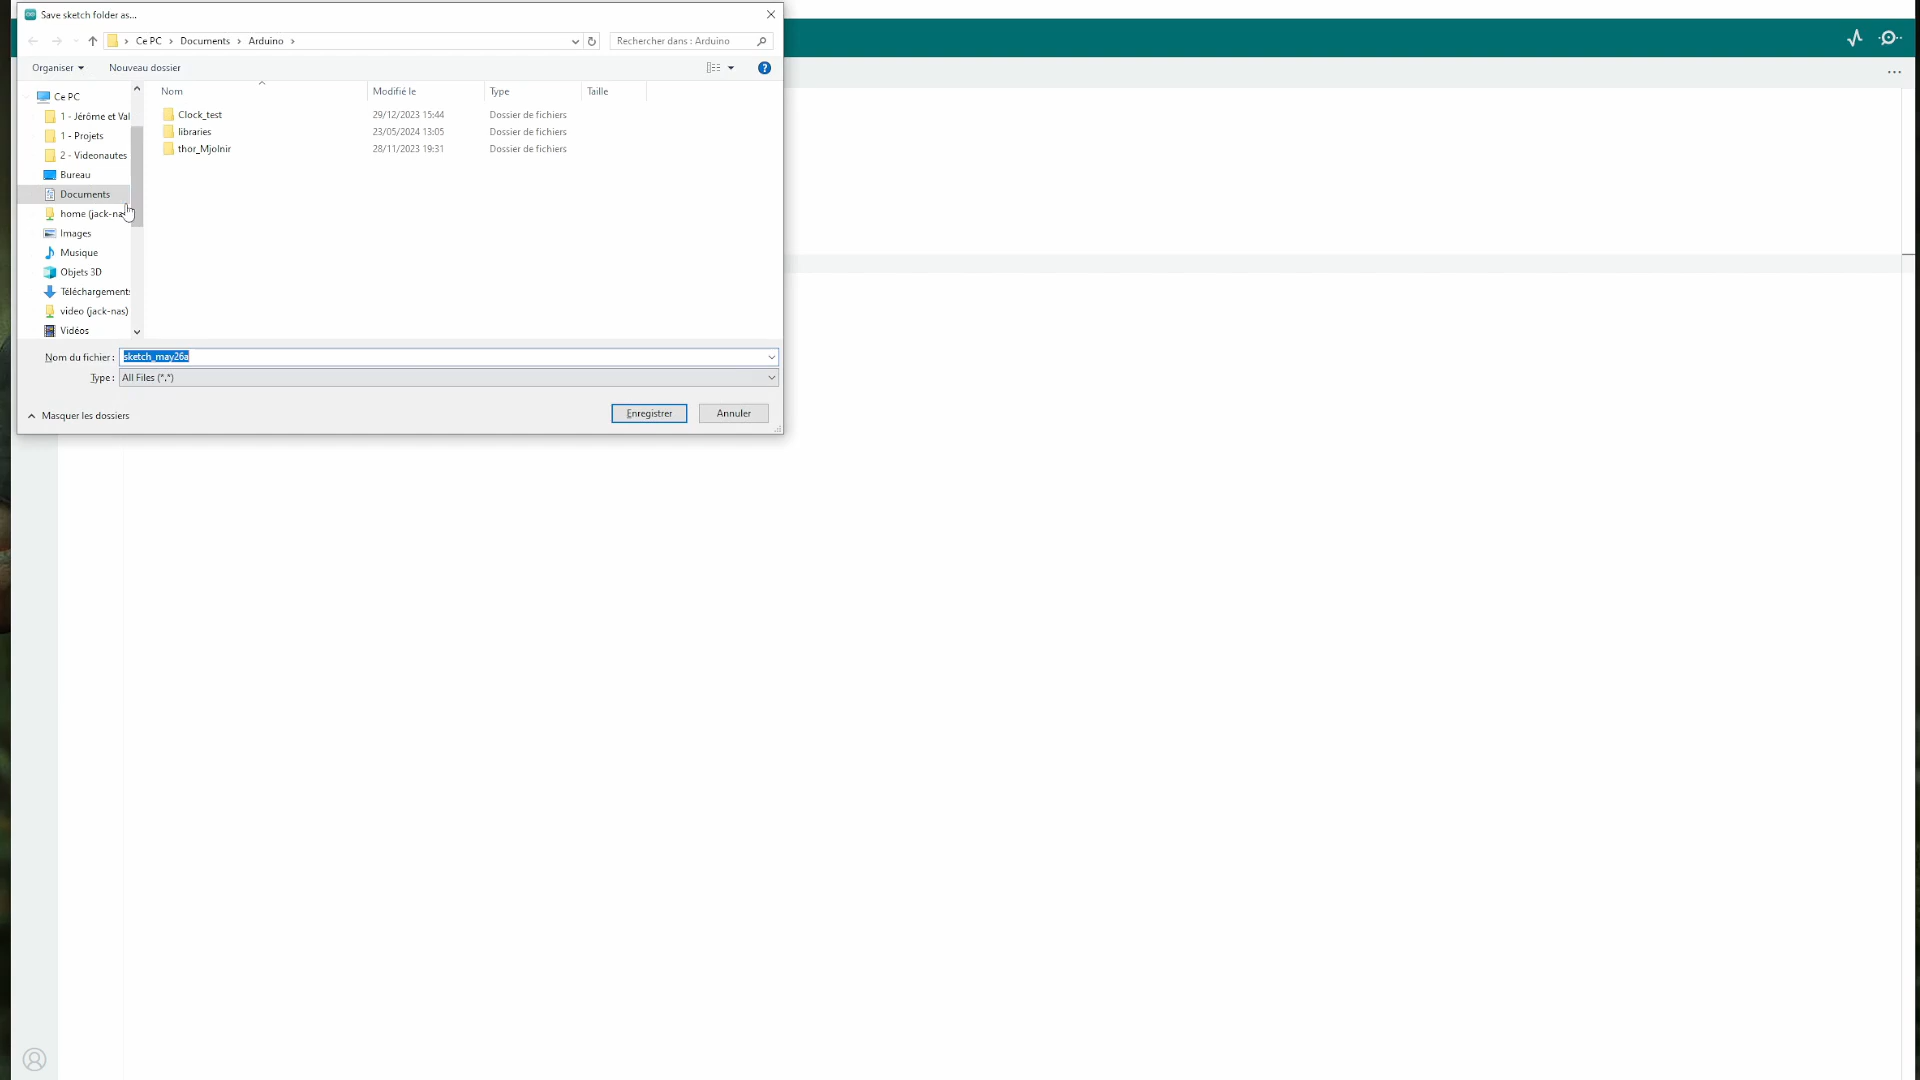 Save sketch folder as...
Ce PC > Documents > Arduino >
Rechercher dans : Arduino
Organiser
Nouveau dossier
Nom
Modifié le
Type
Taille
Ce PC
1 - Jérôme et Val
1 - Projets
2 - Videonautes
Bureau
Documents
home (jack-nas
Images
Musique
Objets 3D
Téléchargements
video (jack-nas)
Vidéos
Clock_test 29/12/2023 15:44 Dossier de fichiers
libraries 23/05/2024 13:05 Dossier de fichiers
thor_Mjolnir 28/11/2023 19:31 Dossier de fichiers
Nom du fichier : sketch_may26a
Type : All Files (*.*)
Masquer les dossiers
Enregistrer
Annuler